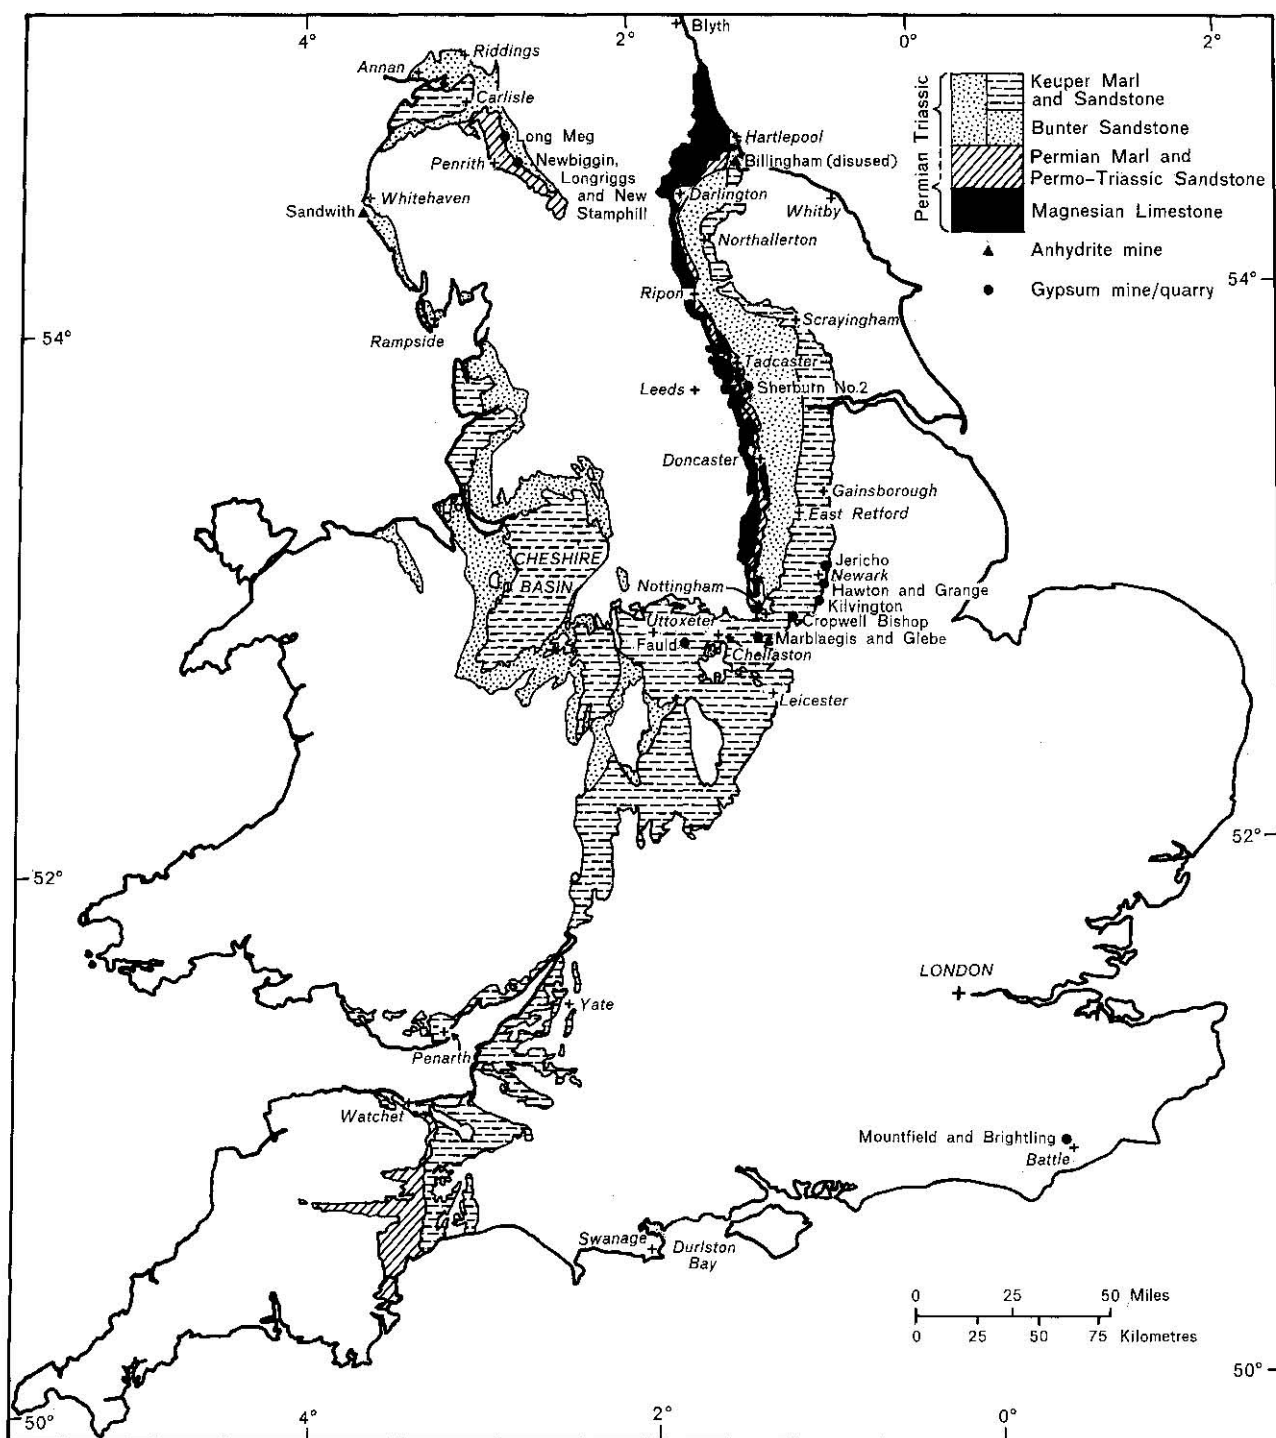 4°
2°
0°
2°
Blyth
Riddings
Annan
Carlisle
Long Meg
Penrith
Newbiggin,
Longriggs
and New
Stamphill
Whitehaven
Sandwith
Rampside
Hartlepool
Billingham (disused)
Darlington
Whitby
Northallerton
Ripon
Scrayingham
Tadcaster
Leeds
Sherburn No.2
Doncaster
Gainsborough
East Retford
Permian Triassic
Keuper Marl
and Sandstone
Bunter Sandstone
Permian Marl and
Permo-Triassic Sandstone
Magnesian Limestone
Anhydrite mine
Gypsum mine/quarry
54°
54°
CHESHIRE
BASIN
Nottingham
Jericho
Newark
Hawton and Grange
Kilvington
Cropwell Bishop
Uttoxeter
Marblaegis and Glebe
Fauld
Chellaston
Leicester
52°
52°
LONDON
Yate
Penarth
Watchet
Mountfield and Brightling
Battle
Swanage
Durlston
Bay
0 25 50 Miles
0 25 50 75 Kilometres
50°
50°
4°
2°
0°